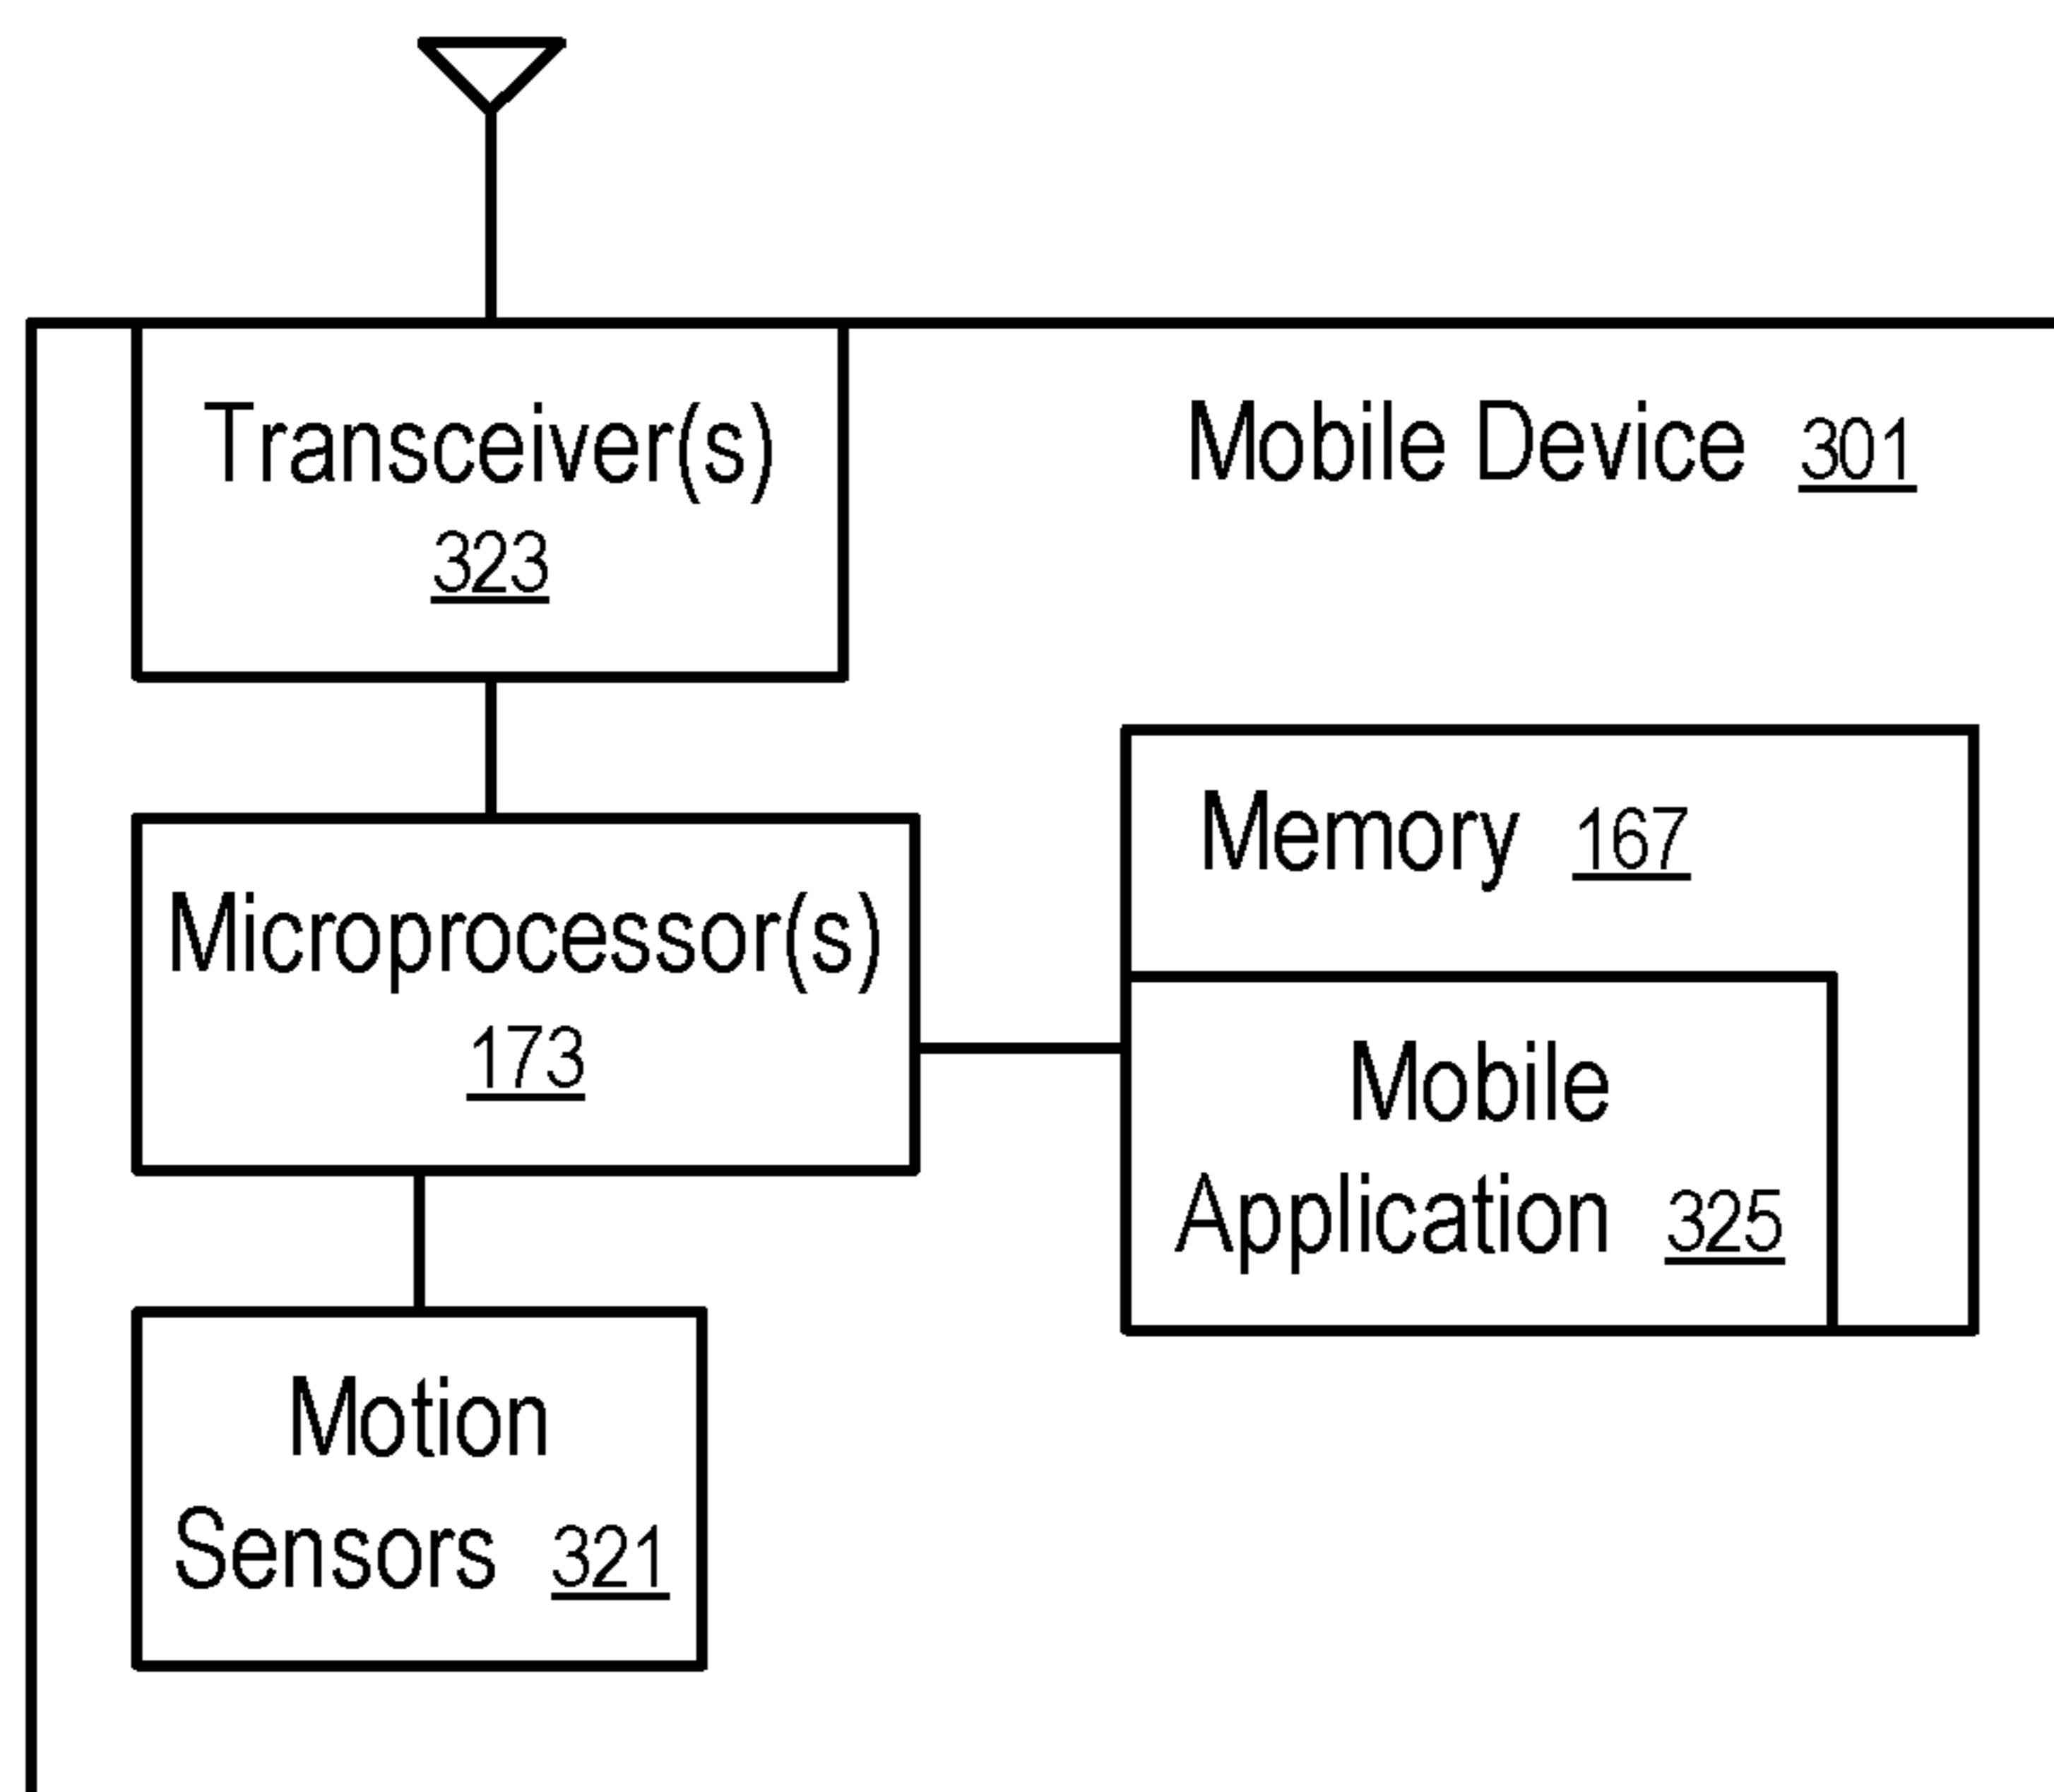 Transceiver(s)
323
Mobile Device 301
Memory 167
Microprocessor(s)
173
Mobile
Application 325
Motion
Sensors 321